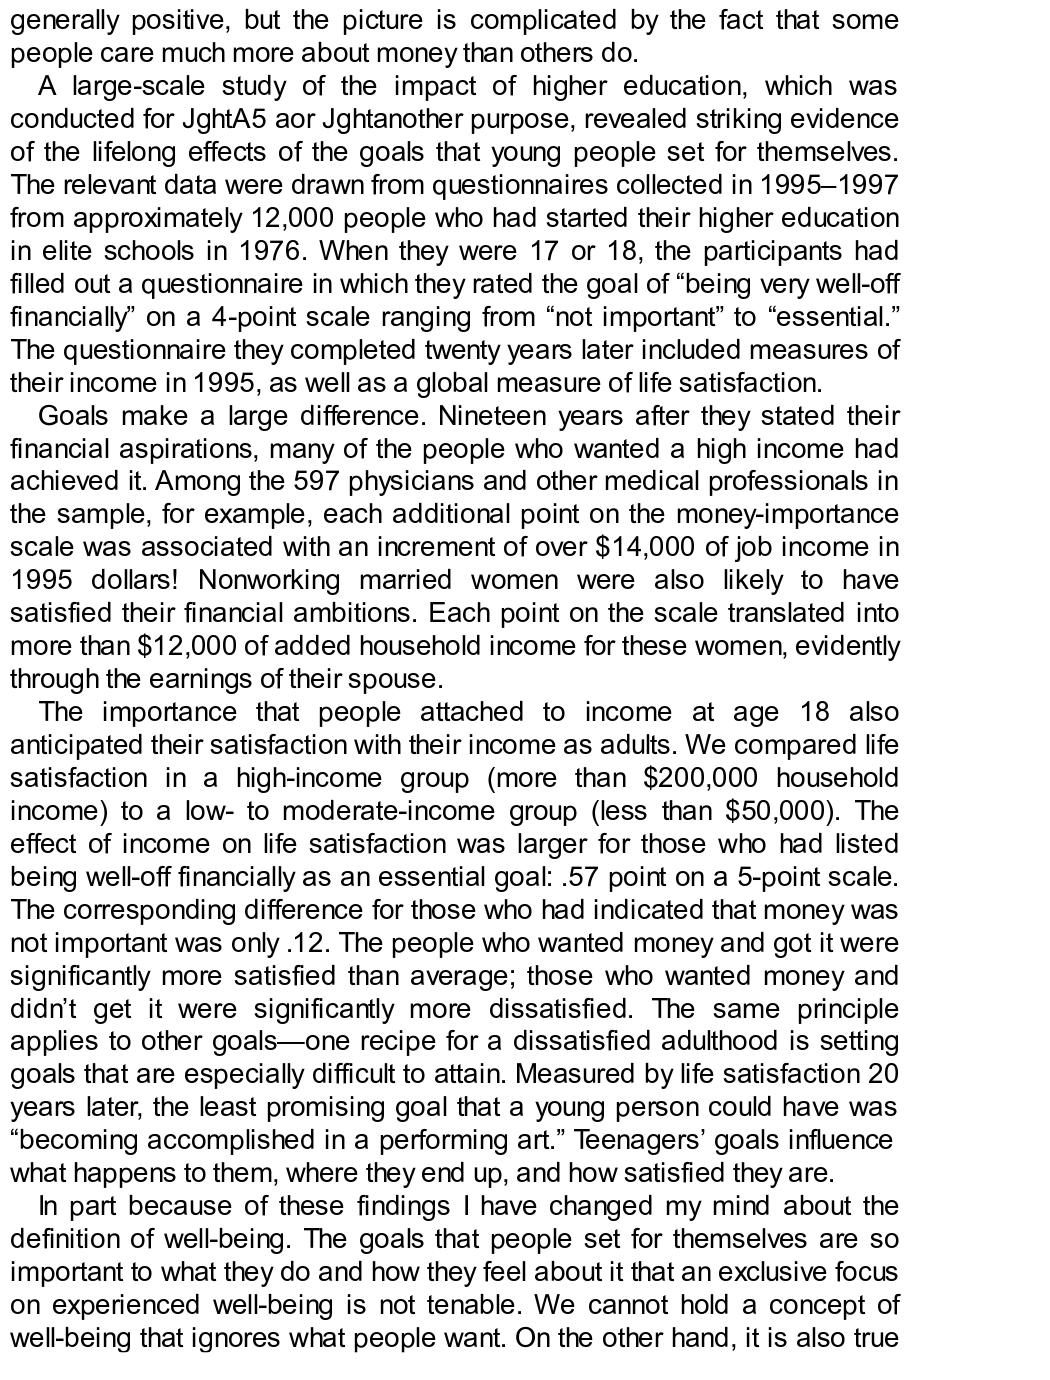 generally positive, but the picture is complicated by the fact that some
people care much more about money than others do.
A large-scale study of the impact of higher education, which was
conducted for JghtA5 aor Jghtanother purpose, revealed striking evidence
of the lifelong effects of the goals that young people set for themselves.
The relevant data were drawn from questionnaires collected in 1995–1997
from approximately 12,000 people who had started their higher education
in elite schools in 1976. When they were 17 or 18, the participants had
filled out a questionnaire in which they rated the goal of “being very well-off
financially” on a 4-point scale ranging from “not important” to “essential.”
The questionnaire they completed twenty years later included measures of
their income in 1995, as well as a global measure of life satisfaction.
Goals make a large difference. Nineteen years after they stated their
financial aspirations, many of the people who wanted a high income had
achieved it. Among the 597 physicians and other medical professionals in
the sample, for example, each additional point on the money-importance
scale was associated with an increment of over $14,000 of job income in
1995 dollars! Nonworking married women were also likely to have
satisfied their financial ambitions. Each point on the scale translated into
more than $12,000 of added household income for these women, evidently
through the earnings of their spouse.
The importance that people attached to income at age 18 also
anticipated their satisfaction with their income as adults. We compared life
satisfaction in a high-income group (more than $200,000 household
income) to a low- to moderate-income group (less than $50,000). The
effect of income on life satisfaction was larger for those who had listed
being well-off financially as an essential goal: .57 point on a 5-point scale.
The corresponding difference for those who had indicated that money was
not important was only .12. The people who wanted money and got it were
significantly more satisfied than average; those who wanted money and
didn’t get it were significantly more dissatisfied. The same principle
applies to other goals—one recipe for a dissatisfied adulthood is setting
goals that are especially difficult to attain. Measured by life satisfaction 20
years later, the least promising goal that a young person could have was
“becoming accomplished in a performing art.” Teenagers’ goals influence
what happens to them, where they end up, and how satisfied they are.
In part because of these findings I have changed my mind about the
definition of well-being. The goals that people set for themselves are so
important to what they do and how they feel about it that an exclusive focus
on experienced well-being is not tenable. We cannot hold a concept of
well-being that ignores what people want. On the other hand, it is also true